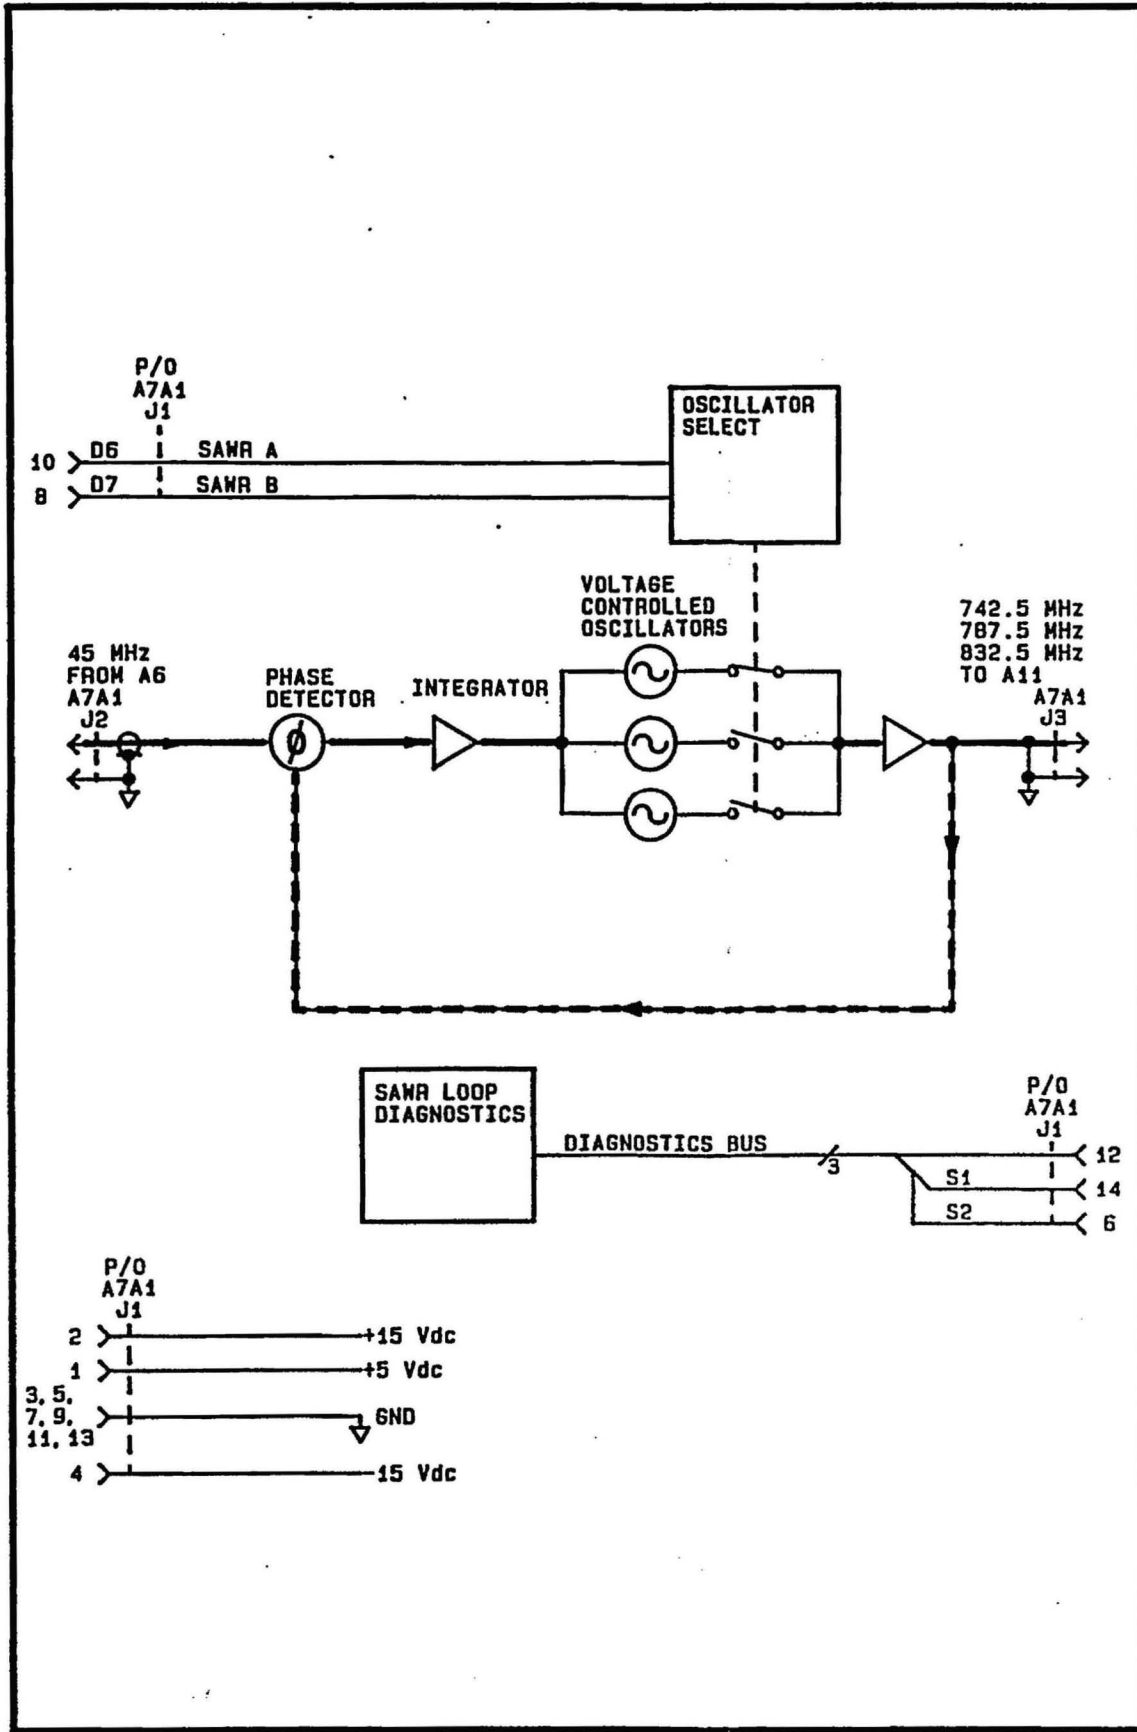 P/O
A7A1
J1
10 D6 SAWR A
8 D7 SAWR B
OSCILLATOR
SELECT
VOLTAGE
CONTROLLED
OSCILLATORS
742.5 MHz
787.5 MHz
832.5 MHz
TO A11
A7A1
J3
45 MHz
FROM A6
A7A1
J2
PHASE
DETECTOR
INTEGRATOR
ϕ
SAWR LOOP
DIAGNOSTICS
DIAGNOSTICS BUS
3
P/O
A7A1
J1
12
S1 14
S2 6
P/O
A7A1
J1
2 +15 Vdc
1 +5 Vdc
3, 5,
7, 9,
11, 13
GND
4 -15 Vdc